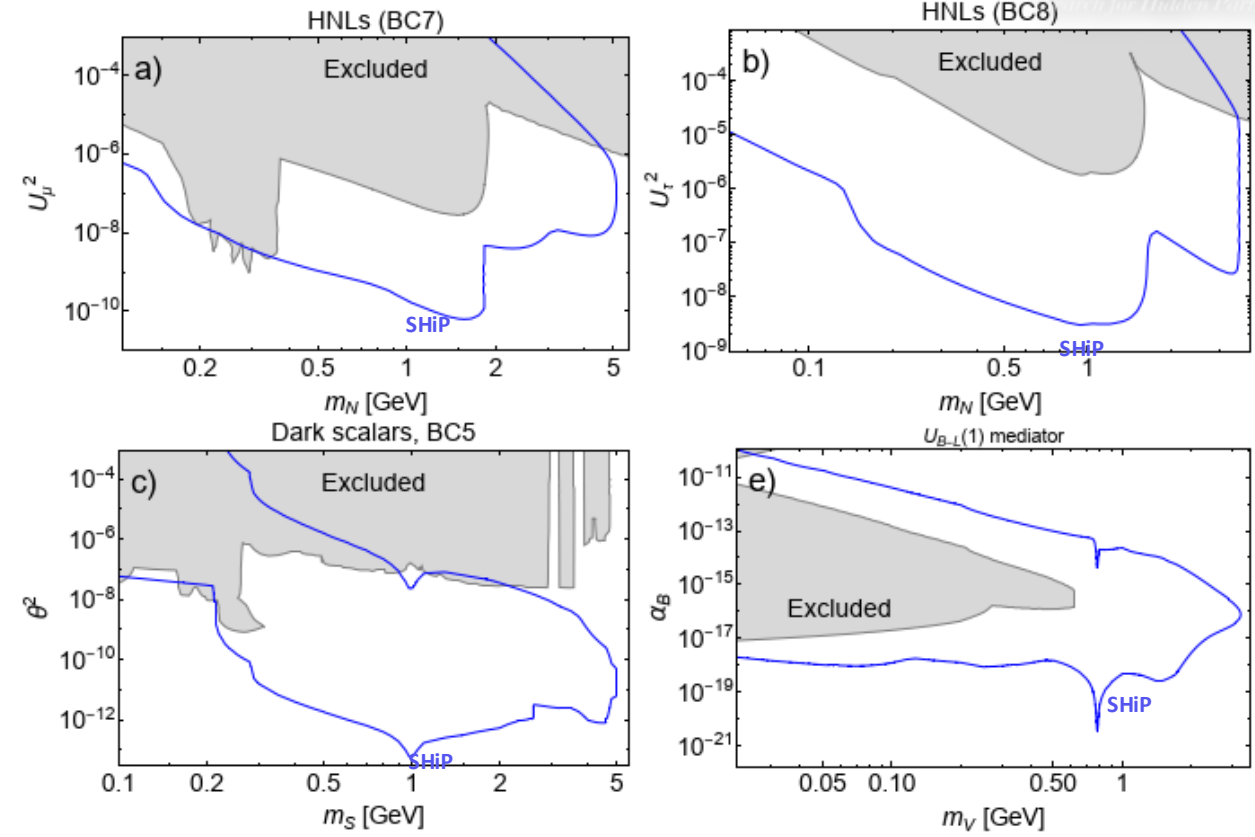 HNLs (BC7)
a)
Excluded
10⁻⁴
10⁻⁶
10⁻⁸
10⁻¹⁰
U_μ²
SHiP
0.2 0.5 1 2 5
m_N [GeV]
HNLs (BC8)
b)
Excluded
10⁻⁴
10⁻⁵
10⁻⁶
10⁻⁷
10⁻⁸
10⁻⁹
U_τ²
SHiP
0.1 0.5 1
m_N [GeV]
Dark scalars, BC5
c)
Excluded
10⁻⁴
10⁻⁶
10⁻⁸
10⁻¹⁰
10⁻¹²
θ²
SHiP
0.1 0.2 0.5 1 2 5
m_S [GeV]
U_B-L(1) mediator
e)
Excluded
10⁻¹¹
10⁻¹³
10⁻¹⁵
10⁻¹⁷
10⁻¹⁹
10⁻²¹
α_B
SHiP
0.05 0.10 0.50 1
m_V [GeV]